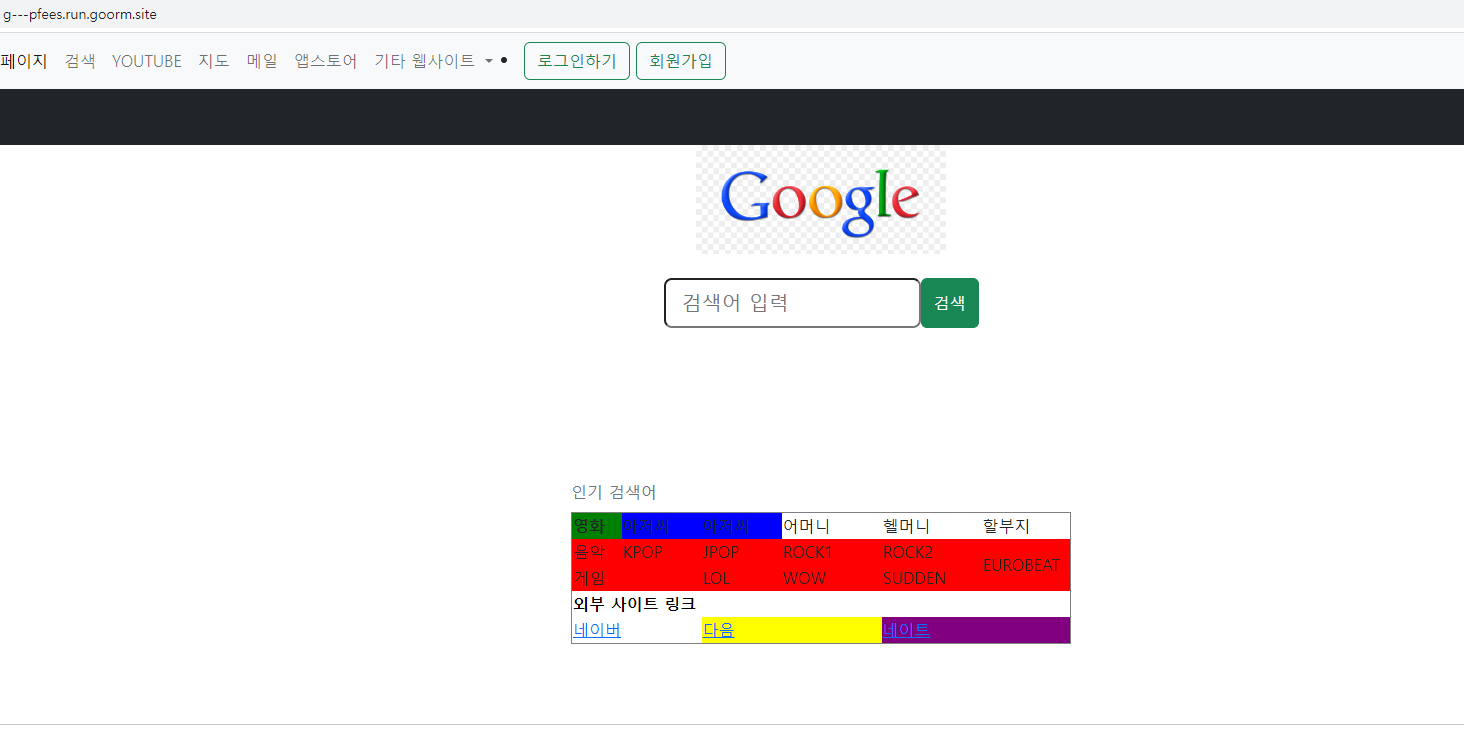 g---pfees.run.goorm.site
페이지 검색 YOUTUBE 지도 메일 앱스토어 기타 웹사이트 로그인하기 회원가입
Google
검색어 입력 검색
인기 검색어
영화 아저씨 아저씨 어머니 헬머니 할부지
음악 KPOP JPOP ROCK1 ROCK2 EUROBEAT
게임 LOL WOW SUDDEN
외부 사이트 링크
네이버 다음 네이트